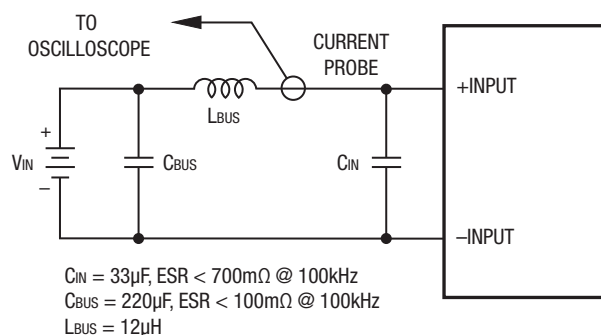 TO
OSCILLOSCOPE
CURRENT
PROBE
+INPUT
LBUS
+
VIN
–
CBUS
CIN
–INPUT
CIN = 33µF, ESR < 700mΩ @ 100kHz
CBUS = 220µF, ESR < 100mΩ @ 100kHz
LBUS = 12µH